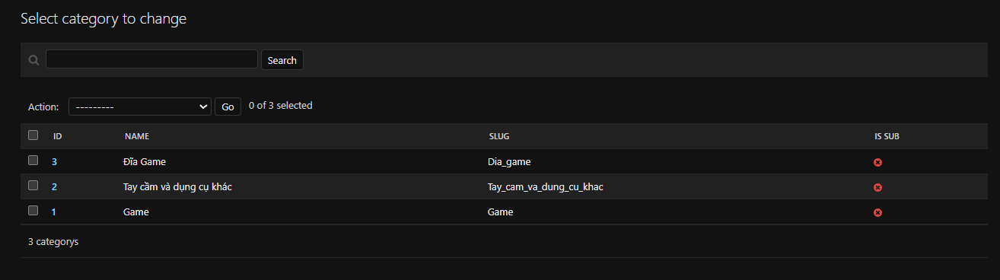 Select category to change
Search
Action: --------- Go 0 of 3 selected
ID NAME SLUG IS SUB
3 Đĩa Game Dia_game
2 Tay cầm và dụng cụ khác Tay_cam_va_dung_cu_khac
1 Game Game
3 categorys